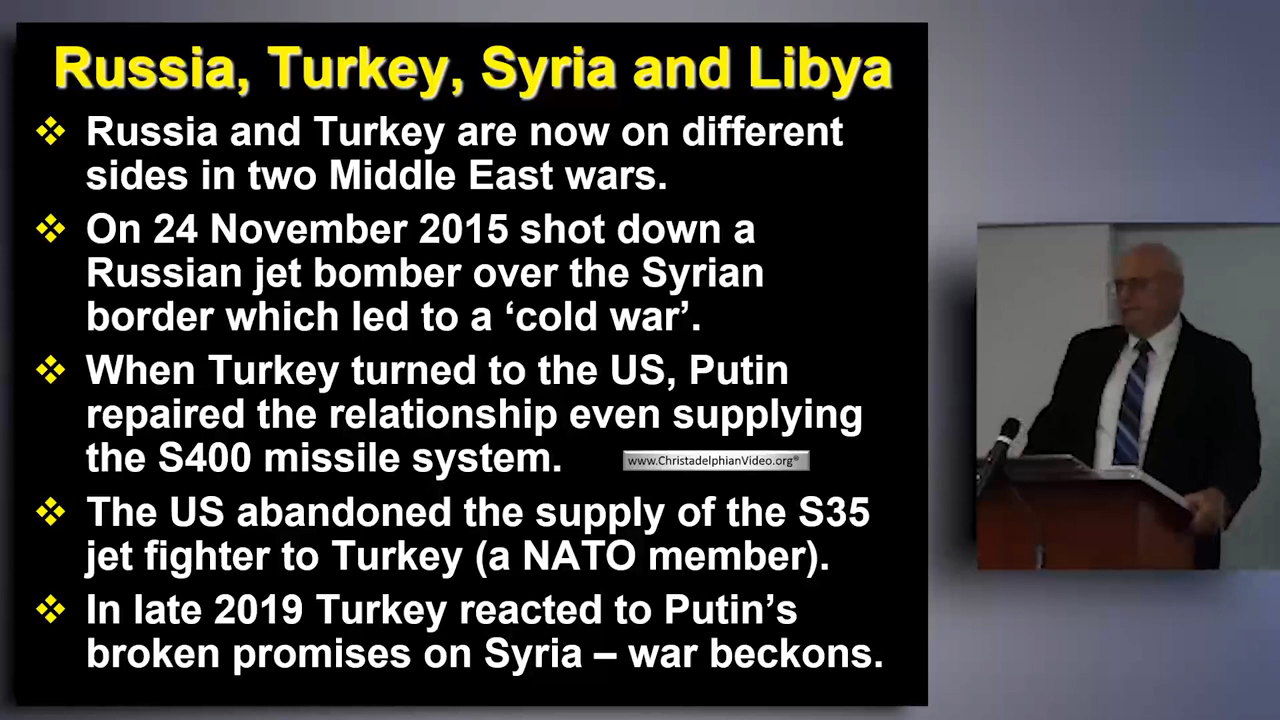 Russia, Turkey, Syria and Libya
Russia and Turkey are now on different
sides in two Middle East wars.
On 24 November 2015 shot down a
Russian jet bomber over the Syrian
border which led to a ‘cold war’.
When Turkey turned to the US, Putin
repaired the relationship even supplying
the S400 missile system.
www.ChristadelphianVideo.org®
The US abandoned the supply of the S35
jet fighter to Turkey (a NATO member).
In late 2019 Turkey reacted to Putin’s
broken promises on Syria – war beckons.